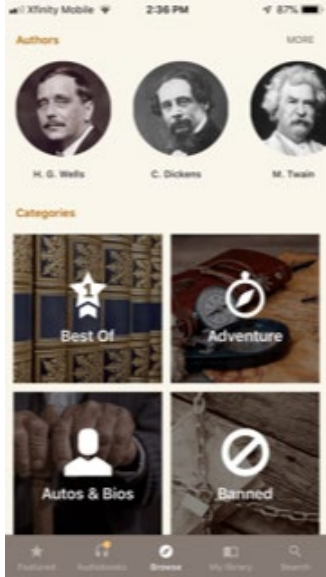 Xfinity Mobile 2:36 PM 87%
Authors MORE
H. G. Wells C. Dickens M. Twain
Categories
1
Best Of Adventure
Autos & Bios Banned
Featured Audiobooks Browse My library Search